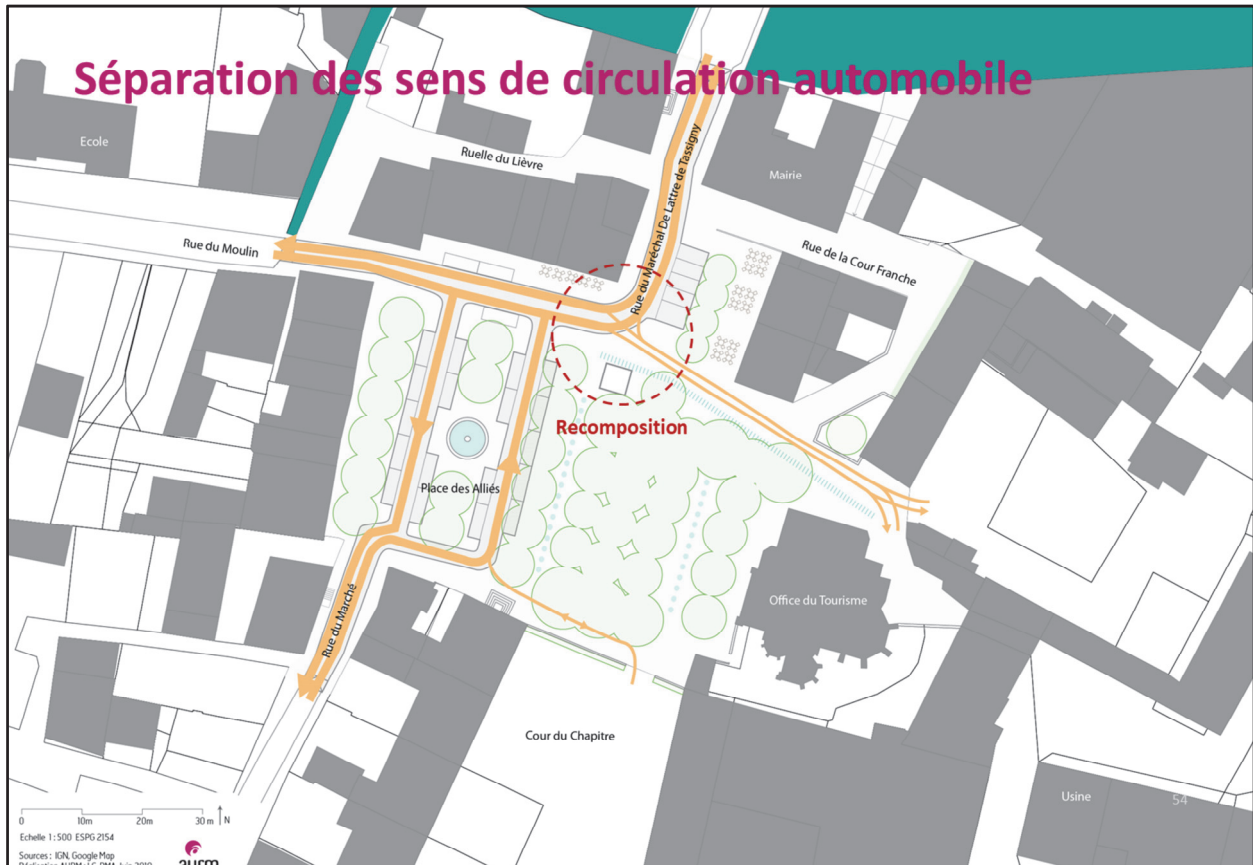 Séparation des sens de circulation automobile
Ecole
Ruelle du Lièvre
Rue du Maréchal De Lattre de Tassigny
Mairie
Rue du Moulin
Rue de la Cour Franche
Recomposition
Place des Alliés
Rue du Marché
Office du Tourisme
Cour du Chapitre
Usine
54
0 10m 20m 30 m N
Echelle 1 : 500 ESPG 2154
Sources : IGN, Google Map
aurm